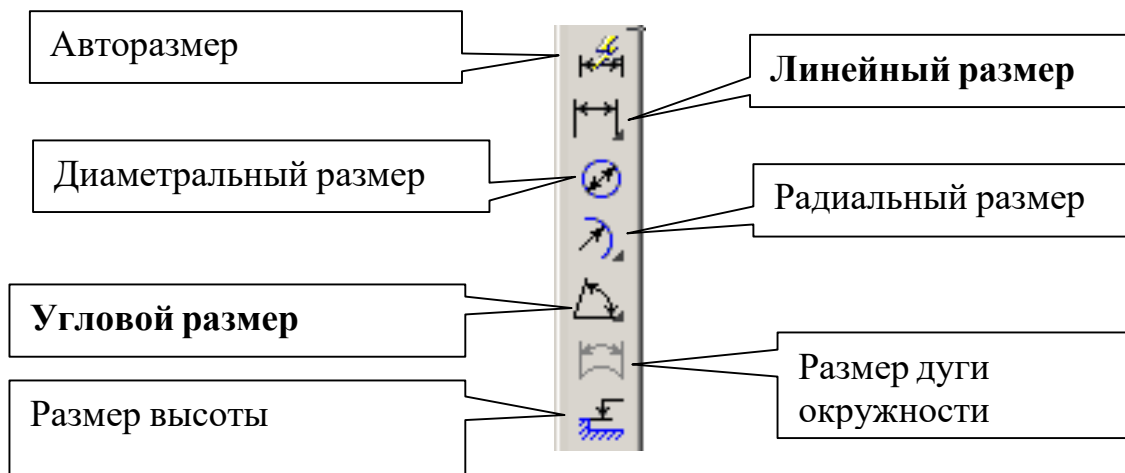 Авторазмер
Линейный размер
Диаметральный размер
Радиальный размер
Угловой размер
Размер дуги
окружности
Размер высоты